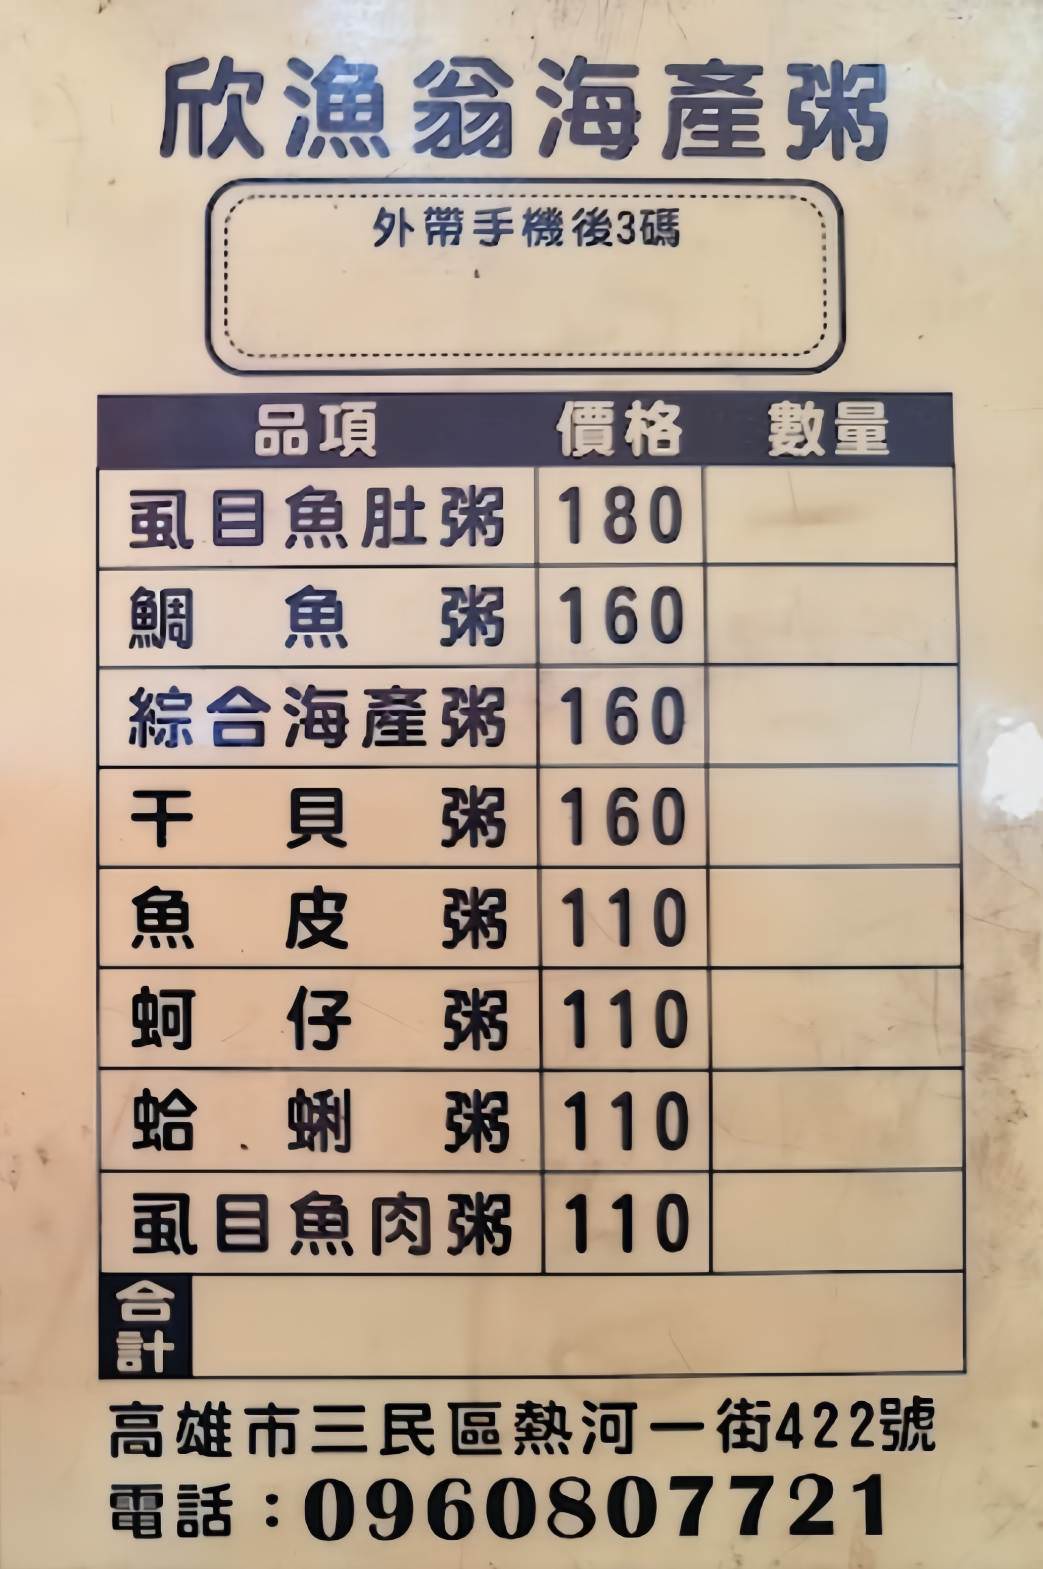 欣漁翁海產粥
外帶手機後3碼
品項 價格 數量
虱目魚肚粥 180
鯛魚粥 160
綜合海產粥 160
干貝粥 160
魚皮粥 110
蚵仔粥 110
蛤蜊粥 110
虱目魚肉粥 110
合計
高雄市三民區熱河一街422號
電話：0960807721